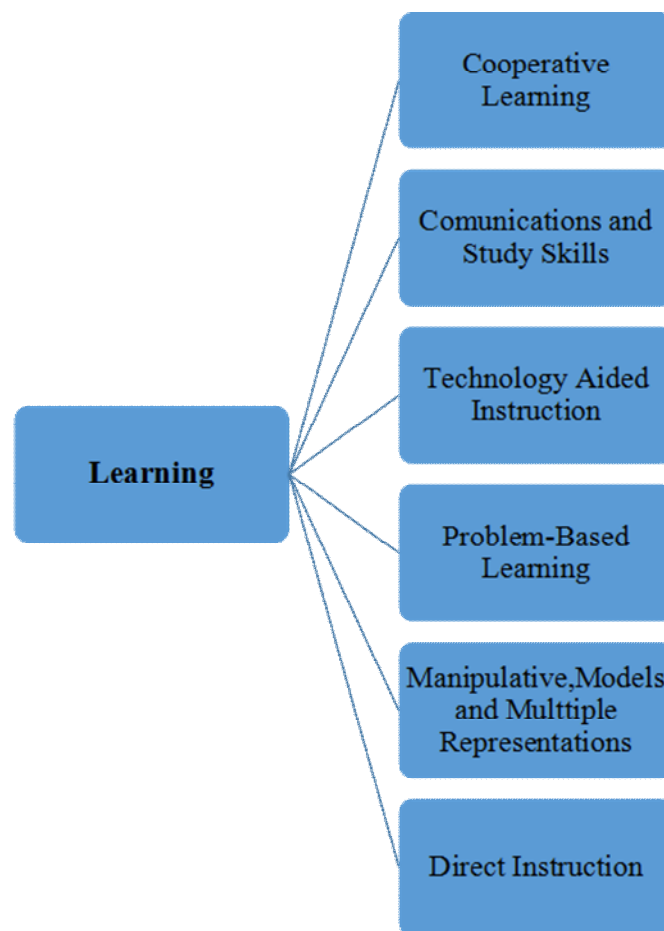 Cooperative
Learning
Comunications and
Study Skills
Technology Aided
Instruction
Learning
Problem-Based
Learning
Manipulative,Models
and Multtiple
Representations
Direct Instruction